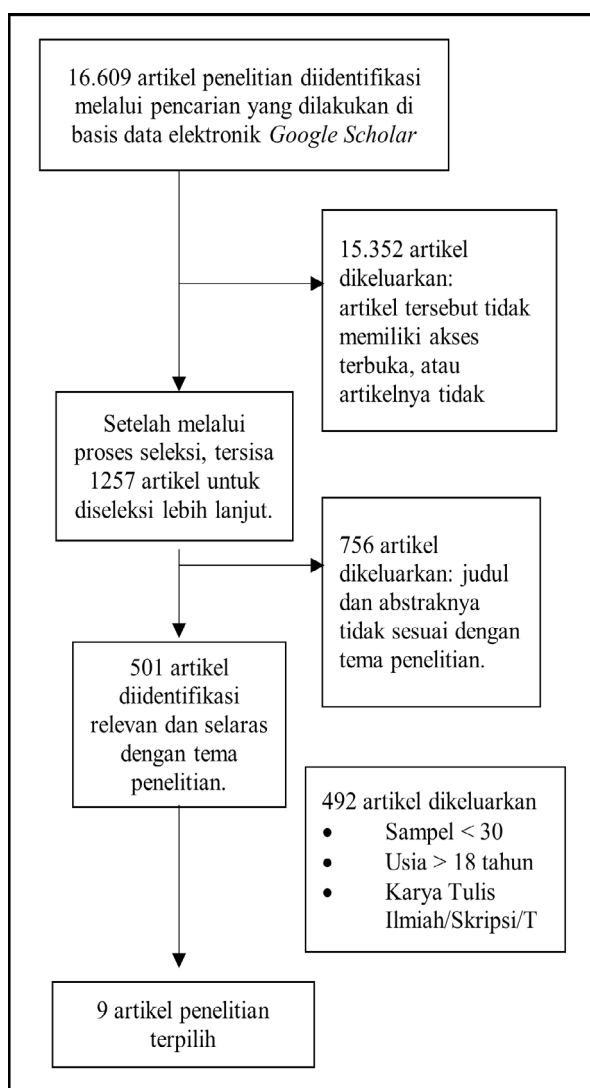 16.609 artikel penelitian diidentifikasi
melalui pencarian yang dilakukan di
basis data elektronik Google Scholar
15.352 artikel
dikeluarkan:
artikel tersebut tidak
memiliki akses
terbuka, atau
artikelnya tidak
Setelah melalui
proses seleksi, tersisa
1257 artikel untuk
diseleksi lebih lanjut.
756 artikel
dikeluarkan: judul
dan abstraknya
tidak sesuai dengan
tema penelitian.
501 artikel
diidentifikasi
relevan dan selaras
dengan tema
penelitian.
492 artikel dikeluarkan
• Sampel < 30
• Usia > 18 tahun
• Karya Tulis
Ilmiah/Skripsi/T
9 artikel penelitian
terpilih